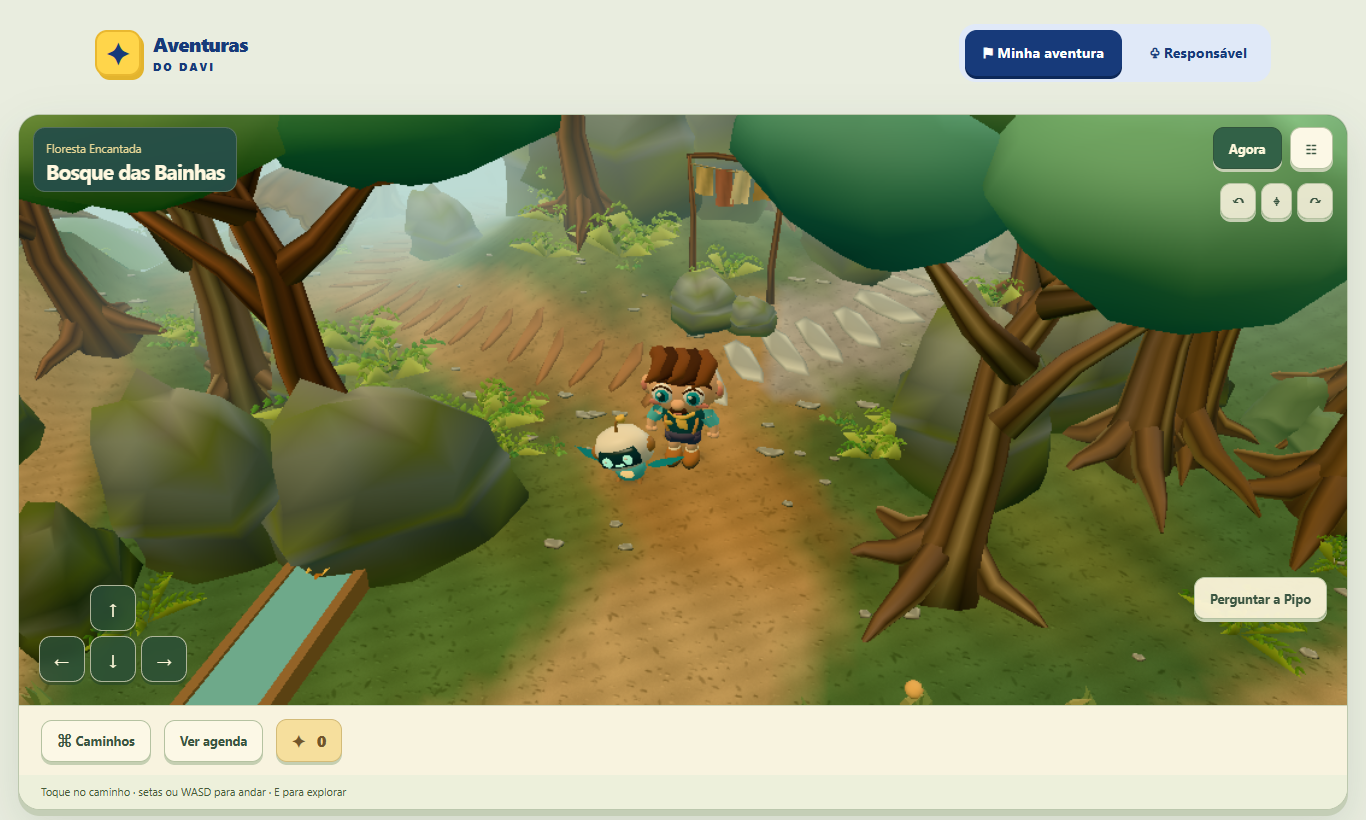 Aventuras
DO DAVI
Minha aventura
Responsável
Floresta Encantada
Bosque das Bainhas
Agora
Perguntar a Pipo
⌘ Caminhos
Ver agenda
✦ 0
Toque no caminho · setas ou WASD para andar · E para explorar